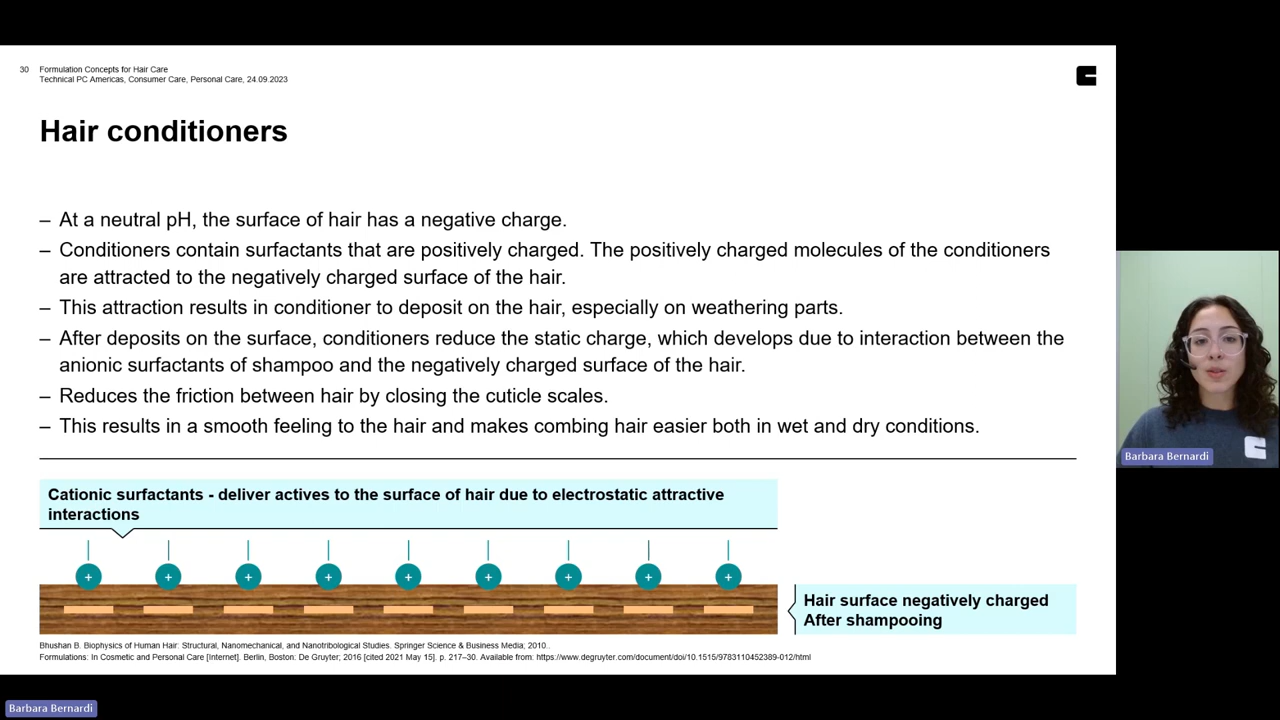 30 Formulation Concepts for Hair Care
Technical PC Americas, Consumer Care, Personal Care, 24.09.2023
Hair conditioners
– At a neutral pH, the surface of hair has a negative charge.
– Conditioners contain surfactants that are positively charged. The positively charged molecules of the conditioners
are attracted to the negatively charged surface of the hair.
– This attraction results in conditioner to deposit on the hair, especially on weathering parts.
– After deposits on the surface, conditioners reduce the static charge, which develops due to interaction between the
anionic surfactants of shampoo and the negatively charged surface of the hair.
– Reduces the friction between hair by closing the cuticle scales.
– This results in a smooth feeling to the hair and makes combing hair easier both in wet and dry conditions.
Cationic surfactants - deliver actives to the surface of hair due to electrostatic attractive
interactions
+ + + + + + + + +
Hair surface negatively charged
After shampooing
Bhushan B. Biophysics of Human Hair: Structural, Nanomechanical, and Nanotribological Studies. Springer Science & Business Media; 2010..
Formulations: In Cosmetic and Personal Care [Internet]. Berlin, Boston: De Gruyter; 2016 [cited 2021 May 15]. p. 217–30. Available from: https://www.degruyter.com/document/doi/10.1515/9783110452389-012/html
Barbara Bernardi
Barbara Bernardi